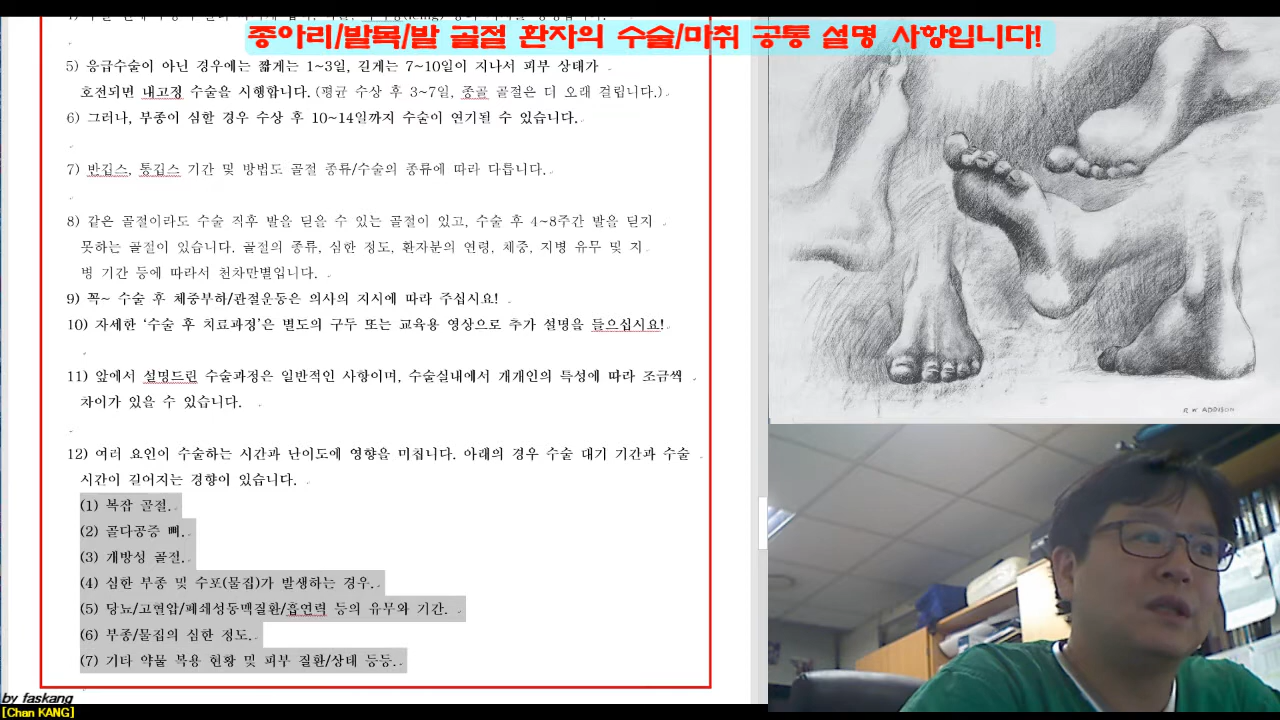 종아리/발목/발 골절 환자의 수술/마취 공통 설명 사항입니다!
5) 응급수술이 아닌 경우에는 짧게는 1~3일, 길게는 7~10일이 지나서 피부 상태가
호전되면 내고정 수술을 시행합니다. (평균 수상 후 3~7일, 종골 골절은 더 오래 걸립니다.)
6) 그러나, 부종이 심할 경우 수상 후 10~14일까지 수술이 연기될 수 있습니다.
7) 반깁스, 통깁스 기간 및 방법도 골절 종류/수술의 종류에 따라 다릅니다.
8) 같은 골절이라도 수술 직후 발을 딛을 수 있는 골절이 있고, 수술 후 4~8주간 발을 딛지
못하는 골절이 있습니다. 골절의 종류, 심한 정도, 환자분의 연령, 체중, 지병 유무 및 지
병 기간 등에 따라서 천차만별입니다.
9) 꼭~ 수술 후 체중부하/관절운동은 의사의 지시에 따라 주십시요!
10) 자세한 ‘수술 후 치료과정’은 별도의 구두 또는 교육용 영상으로 추가 설명을 들으십시요!
11) 앞에서 설명드린 수술과정은 일반적인 사항이며, 수술실내에서 개개인의 특성에 따라 조금씩
차이가 있을 수 있습니다.
12) 여러 요인이 수술하는 시간과 난이도에 영향을 미칩니다. 아래의 경우 수술 대기 기간과 수술
시간이 길어지는 경향이 있습니다.
(1) 복잡 골절.
(2) 골다공증 뼈.
(3) 개방성 골절.
(4) 심한 부종 및 수포(물집)가 발생하는 경우.
(5) 당뇨/고혈압/폐쇄성동맥질환/흡연력 등의 유무와 기간.
(6) 부종/물집의 심한 정도.
(7) 기타 약물 복용 현황 및 피부 질환/상태 등등.
R W ADDISON
by faskang
[Chan KANG]